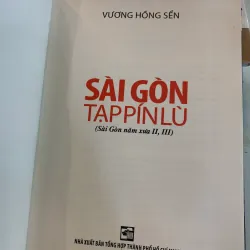 VƯƠNG HỒNG SỂN
SÀI GÒN
TẠP PÍN LÙ
(Sài Gòn năm xưa II, III)
NHÀ XUẤT BẢN TỔNG HỢP THÀNH PHỐ HỒ CHÍ